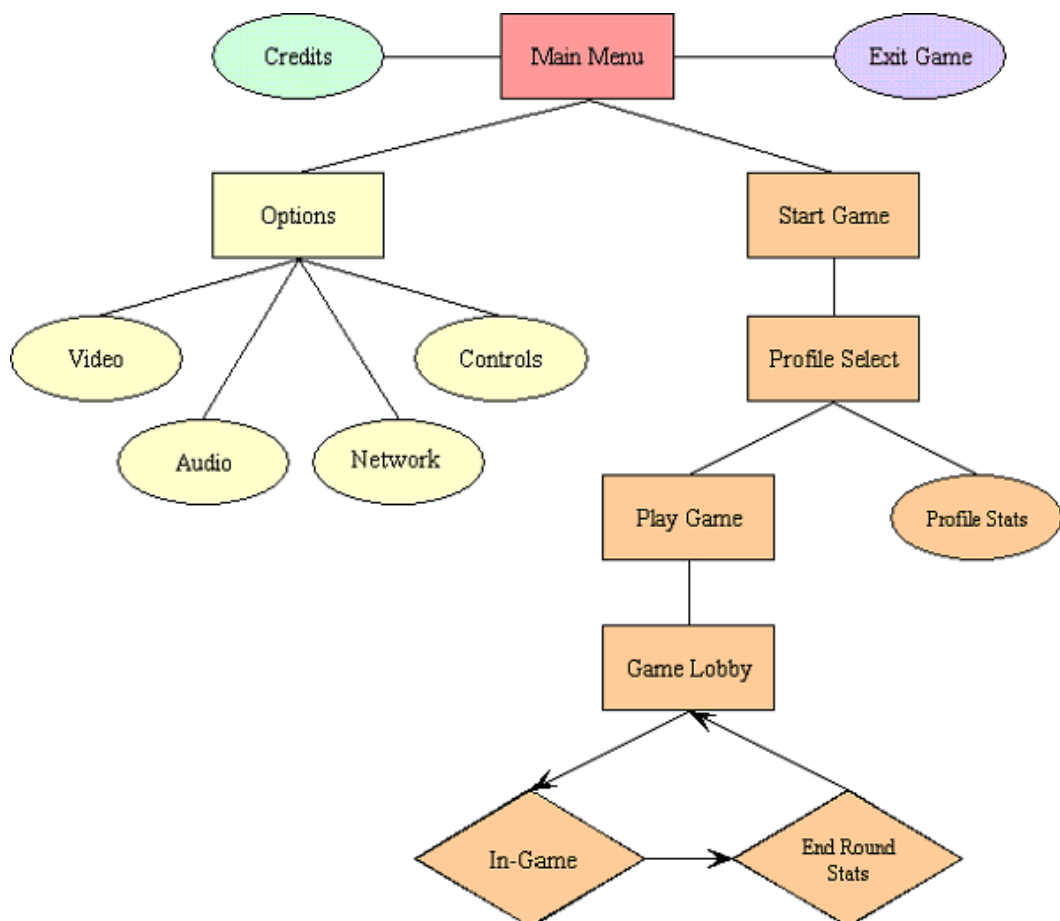 Credits
Main Menu
Exit Game
Options
Start Game
Video
Controls
Profile Select
Audio
Network
Play Game
Profile Stats
Game Lobby
In-Game
End Round
Stats